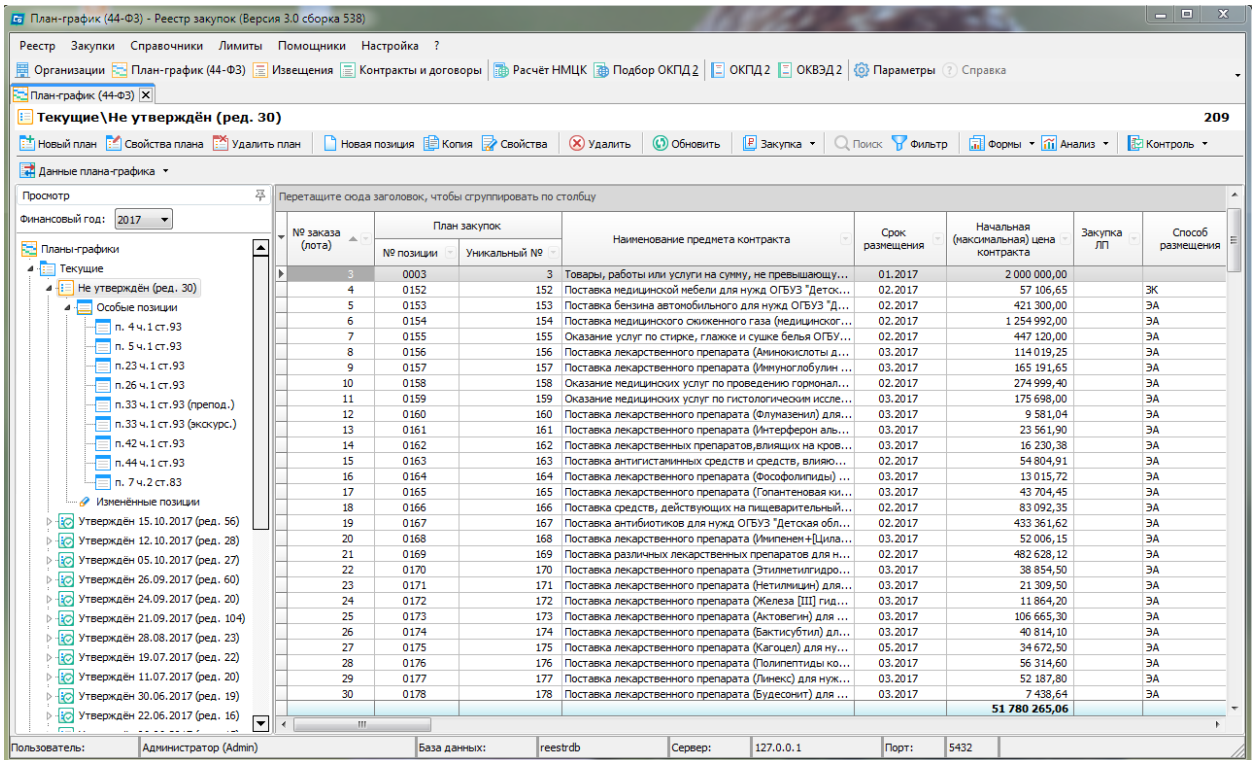 План-график (44-ФЗ) - Реестр закупок (Версия 3.0 сборка 538)
Реестр Закупки Справочники Лимиты Помощники Настройка ?
Организации План-график (44-ФЗ) Извещения Контракты и договоры Расчёт НМЦК Подбор ОКПД2 ОКПД2 ОКВЭД2 Параметры Справка
План-график (44-ФЗ)
Текущие\Не утверждён (ред. 30) 209
Новый план Свойства плана Удалить план Новая позиция Копия Свойства Удалить Обновить Закупка Поиск Фильтр Формы Анализ Контроль
Данные плана-графика
Просмотр
Финансовый год: 2017
Планы-графики
Текущие
Не утверждён (ред. 30)
Особые позиции
п. 4 ч.1 ст.93
п. 5 ч.1 ст.93
п.23 ч.1 ст.93
п.26 ч.1 ст.93
п.33 ч.1 ст.93 (препод.)
п.33 ч.1 ст.93 (экскурс.)
п.42 ч.1 ст.93
п.44 ч.1 ст.93
п. 7 ч.2 ст.83
Изменённые позиции
Утверждён 15.10.2017 (ред. 56)
Утверждён 12.10.2017 (ред. 28)
Утверждён 05.10.2017 (ред. 27)
Утверждён 26.09.2017 (ред. 60)
Утверждён 24.09.2017 (ред. 20)
Утверждён 21.09.2017 (ред. 104)
Утверждён 28.08.2017 (ред. 23)
Утверждён 19.07.2017 (ред. 22)
Утверждён 11.07.2017 (ред. 20)
Утверждён 30.06.2017 (ред. 19)
Утверждён 22.06.2017 (ред. 16)
Перетащите сюда заголовок, чтобы сгруппировать по столбцу
№ заказа (лота) План закупок № позиции Уникальный № Наименование предмета контракта Срок размещения Начальная (максимальная) цена контракта Закупка ЛП Способ размещения
3 0003 3 Товары, работы или услуги на сумму, не превышающу... 01.2017 2 000 000,00
4 0152 152 Поставка медицинской мебели для нужд ОГБУЗ "Детск... 02.2017 57 106,65 ЗК
5 0153 153 Поставка бензина автомобильного для нужд ОГБУЗ "Д... 02.2017 421 300,00 ЭА
6 0154 154 Поставка медицинского сжиженного газа (медицинског... 02.2017 1 254 992,00 ЭА
7 0155 155 Оказание услуг по стирке, глажке и сушке белья ОГБУ... 02.2017 447 120,00 ЭА
8 0156 156 Поставка лекарственного препарата (Аминокислоты д... 03.2017 114 019,25 ЭА
9 0157 157 Поставка лекарственного препарата (Иммуноглобулин ... 03.2017 165 191,65 ЭА
10 0158 158 Оказание медицинских услуг по проведению гормонал... 02.2017 274 999,40 ЭА
11 0159 159 Оказание медицинских услуг по гистологическим иссле... 03.2017 175 698,00 ЭА
12 0160 160 Поставка лекарственного препарата (Флумазенил) для... 03.2017 9 581,04 ЭА
13 0161 161 Поставка лекарственного препарата (Интерферон аль... 03.2017 23 561,90 ЭА
14 0162 162 Поставка лекарственных препаратов,влиящих на кров... 03.2017 16 230,38 ЭА
15 0163 163 Поставка антигистаминных средств и средств, влияю... 02.2017 54 804,91 ЭА
16 0164 164 Поставка лекарственного препарата (Фософолипиды) ... 03.2017 13 015,72 ЭА
17 0165 165 Поставка лекарственного препарата (Гопантеновая ки... 03.2017 43 704,45 ЭА
18 0166 166 Поставка средств, действующих на пищеварительный... 02.2017 83 092,35 ЭА
19 0167 167 Поставка антибиотиков для нужд ОГБУЗ "Детская обл... 02.2017 433 361,62 ЭА
20 0168 168 Поставка лекарственного препарата (Имипенем+[Цила... 03.2017 52 006,15 ЭА
21 0169 169 Поставка различных лекарственных препаратов для н... 02.2017 482 628,12 ЭА
22 0170 170 Поставка лекарственного препарата (Этилметилгидро... 03.2017 38 854,50 ЭА
23 0171 171 Поставка лекарственного препарата (Нетилмицин) для... 03.2017 21 309,50 ЭА
24 0172 172 Поставка лекарственного препарата (Железа [III] гид... 03.2017 11 864,20 ЭА
25 0173 173 Поставка лекарственного препарата (Актовегин) для ... 03.2017 106 665,30 ЭА
26 0174 174 Поставка лекарственного препарата (Бактисубтил) дл... 03.2017 40 814,10 ЭА
27 0175 175 Поставка лекарственного препарата (Кагоцел) для ну... 05.2017 34 672,50 ЭА
28 0176 176 Поставка лекарственного препарата (Полипептиды ко... 03.2017 56 314,60 ЭА
29 0177 177 Поставка лекарственного препарата (Линекс) для нуж... 03.2017 52 187,80 ЭА
30 0178 178 Поставка лекарственного препарата (Будесонит) для ... 03.2017 7 438,64 ЭА
51 780 265,06
Пользователь: Администратор (Admin) База данных: reestrdb Сервер: 127.0.0.1 Порт: 5432